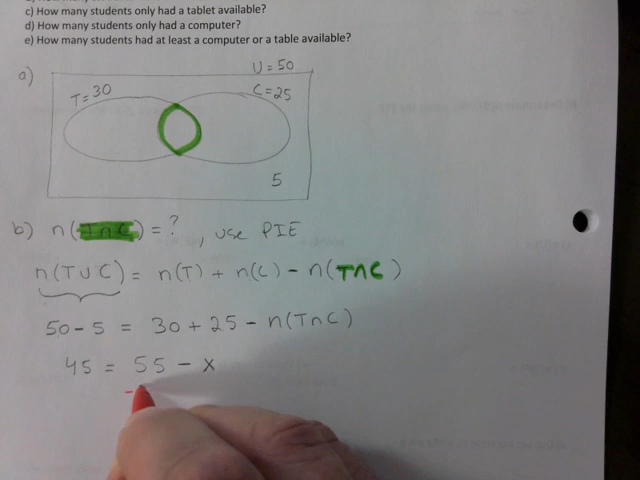 c) How many students only had a tablet available?
d) How many students only had a computer?
e) How many students had at least a computer or a table available?
a)
U = 50
T = 30
C = 25
5
b) n(T∩C) = ? , use PIE
n(T∪C) = n(T) + n(C) - n(T∩C)
50 - 5 = 30 + 25 - n(T∩C)
45 = 55 - x
-